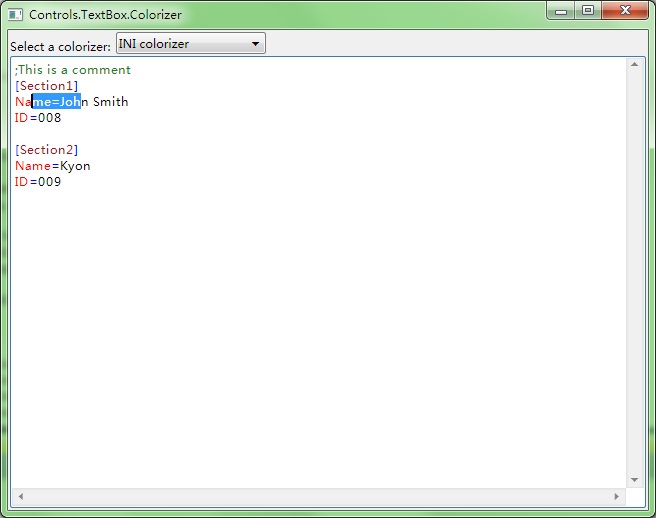 Controls.TextBox.Colorizer
Select a colorizer: INI colorizer
;This is a comment
[Section1]
Name=John Smith
ID=008
[Section2]
Name=Kyon
ID=009